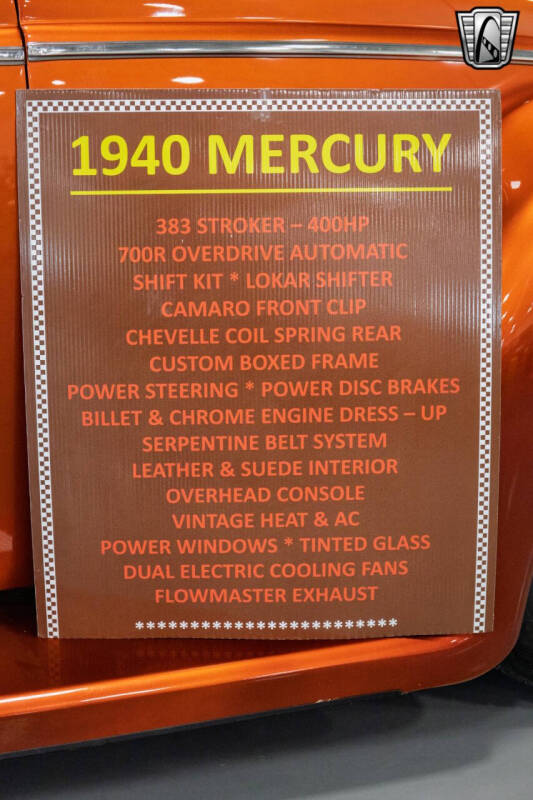 1940 MERCURY
383 STROKER – 400HP
700R OVERDRIVE AUTOMATIC
SHIFT KIT * LOKAR SHIFTER
CAMARO FRONT CLIP
CHEVELLE COIL SPRING REAR
CUSTOM BOXED FRAME
POWER STEERING * POWER DISC BRAKES
BILLET & CHROME ENGINE DRESS – UP
SERPENTINE BELT SYSTEM
LEATHER & SUEDE INTERIOR
OVERHEAD CONSOLE
VINTAGE HEAT & AC
POWER WINDOWS * TINTED GLASS
DUAL ELECTRIC COOLING FANS
FLOWMASTER EXHAUST
************************